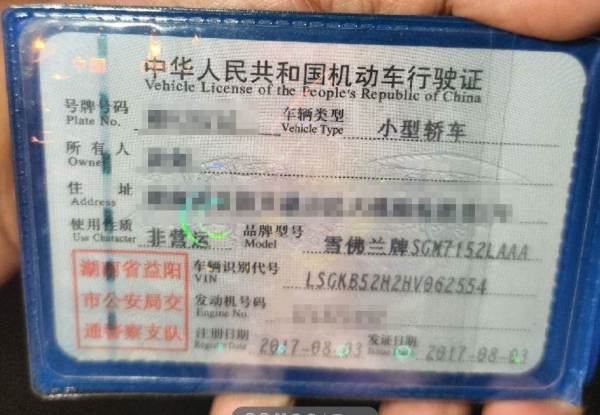 中华人民共和国机动车行驶证
Vehicle License of the People's Republic of China
号牌号码 车辆类型 小型轿车
Plate No. Vehicle Type
所有人
Owner
住址
Address
使用性质 非营运 品牌型号 雪佛兰牌SGM7152LAAA
Use Character Model
湖南省益阳
市公安局交
通警察支队
车辆识别代号 LSGKB52H2HV062554
VIN
发动机号码
Engine No.
注册日期 2017-08-03 发证日期 2017-08-03
Register Date Issue Date